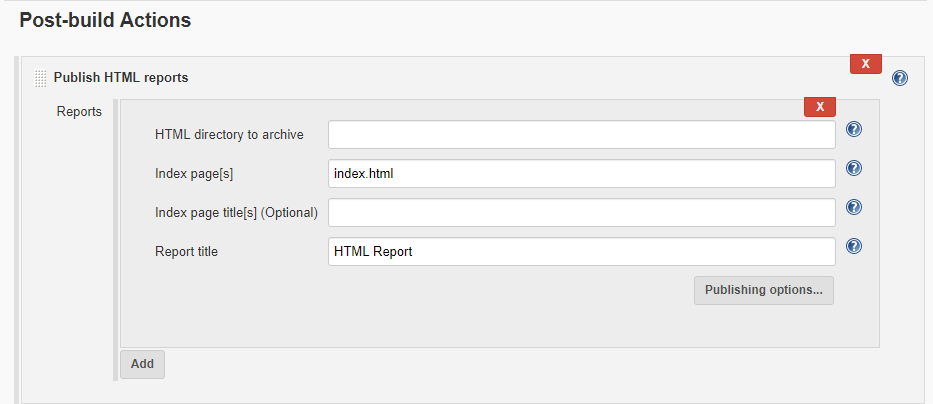 Post-build Actions
X
Publish HTML reports
?
Reports
X
HTML directory to archive
?
Index page[s]
index.html
?
Index page title[s] (Optional)
?
Report title
HTML Report
?
Publishing options...
Add